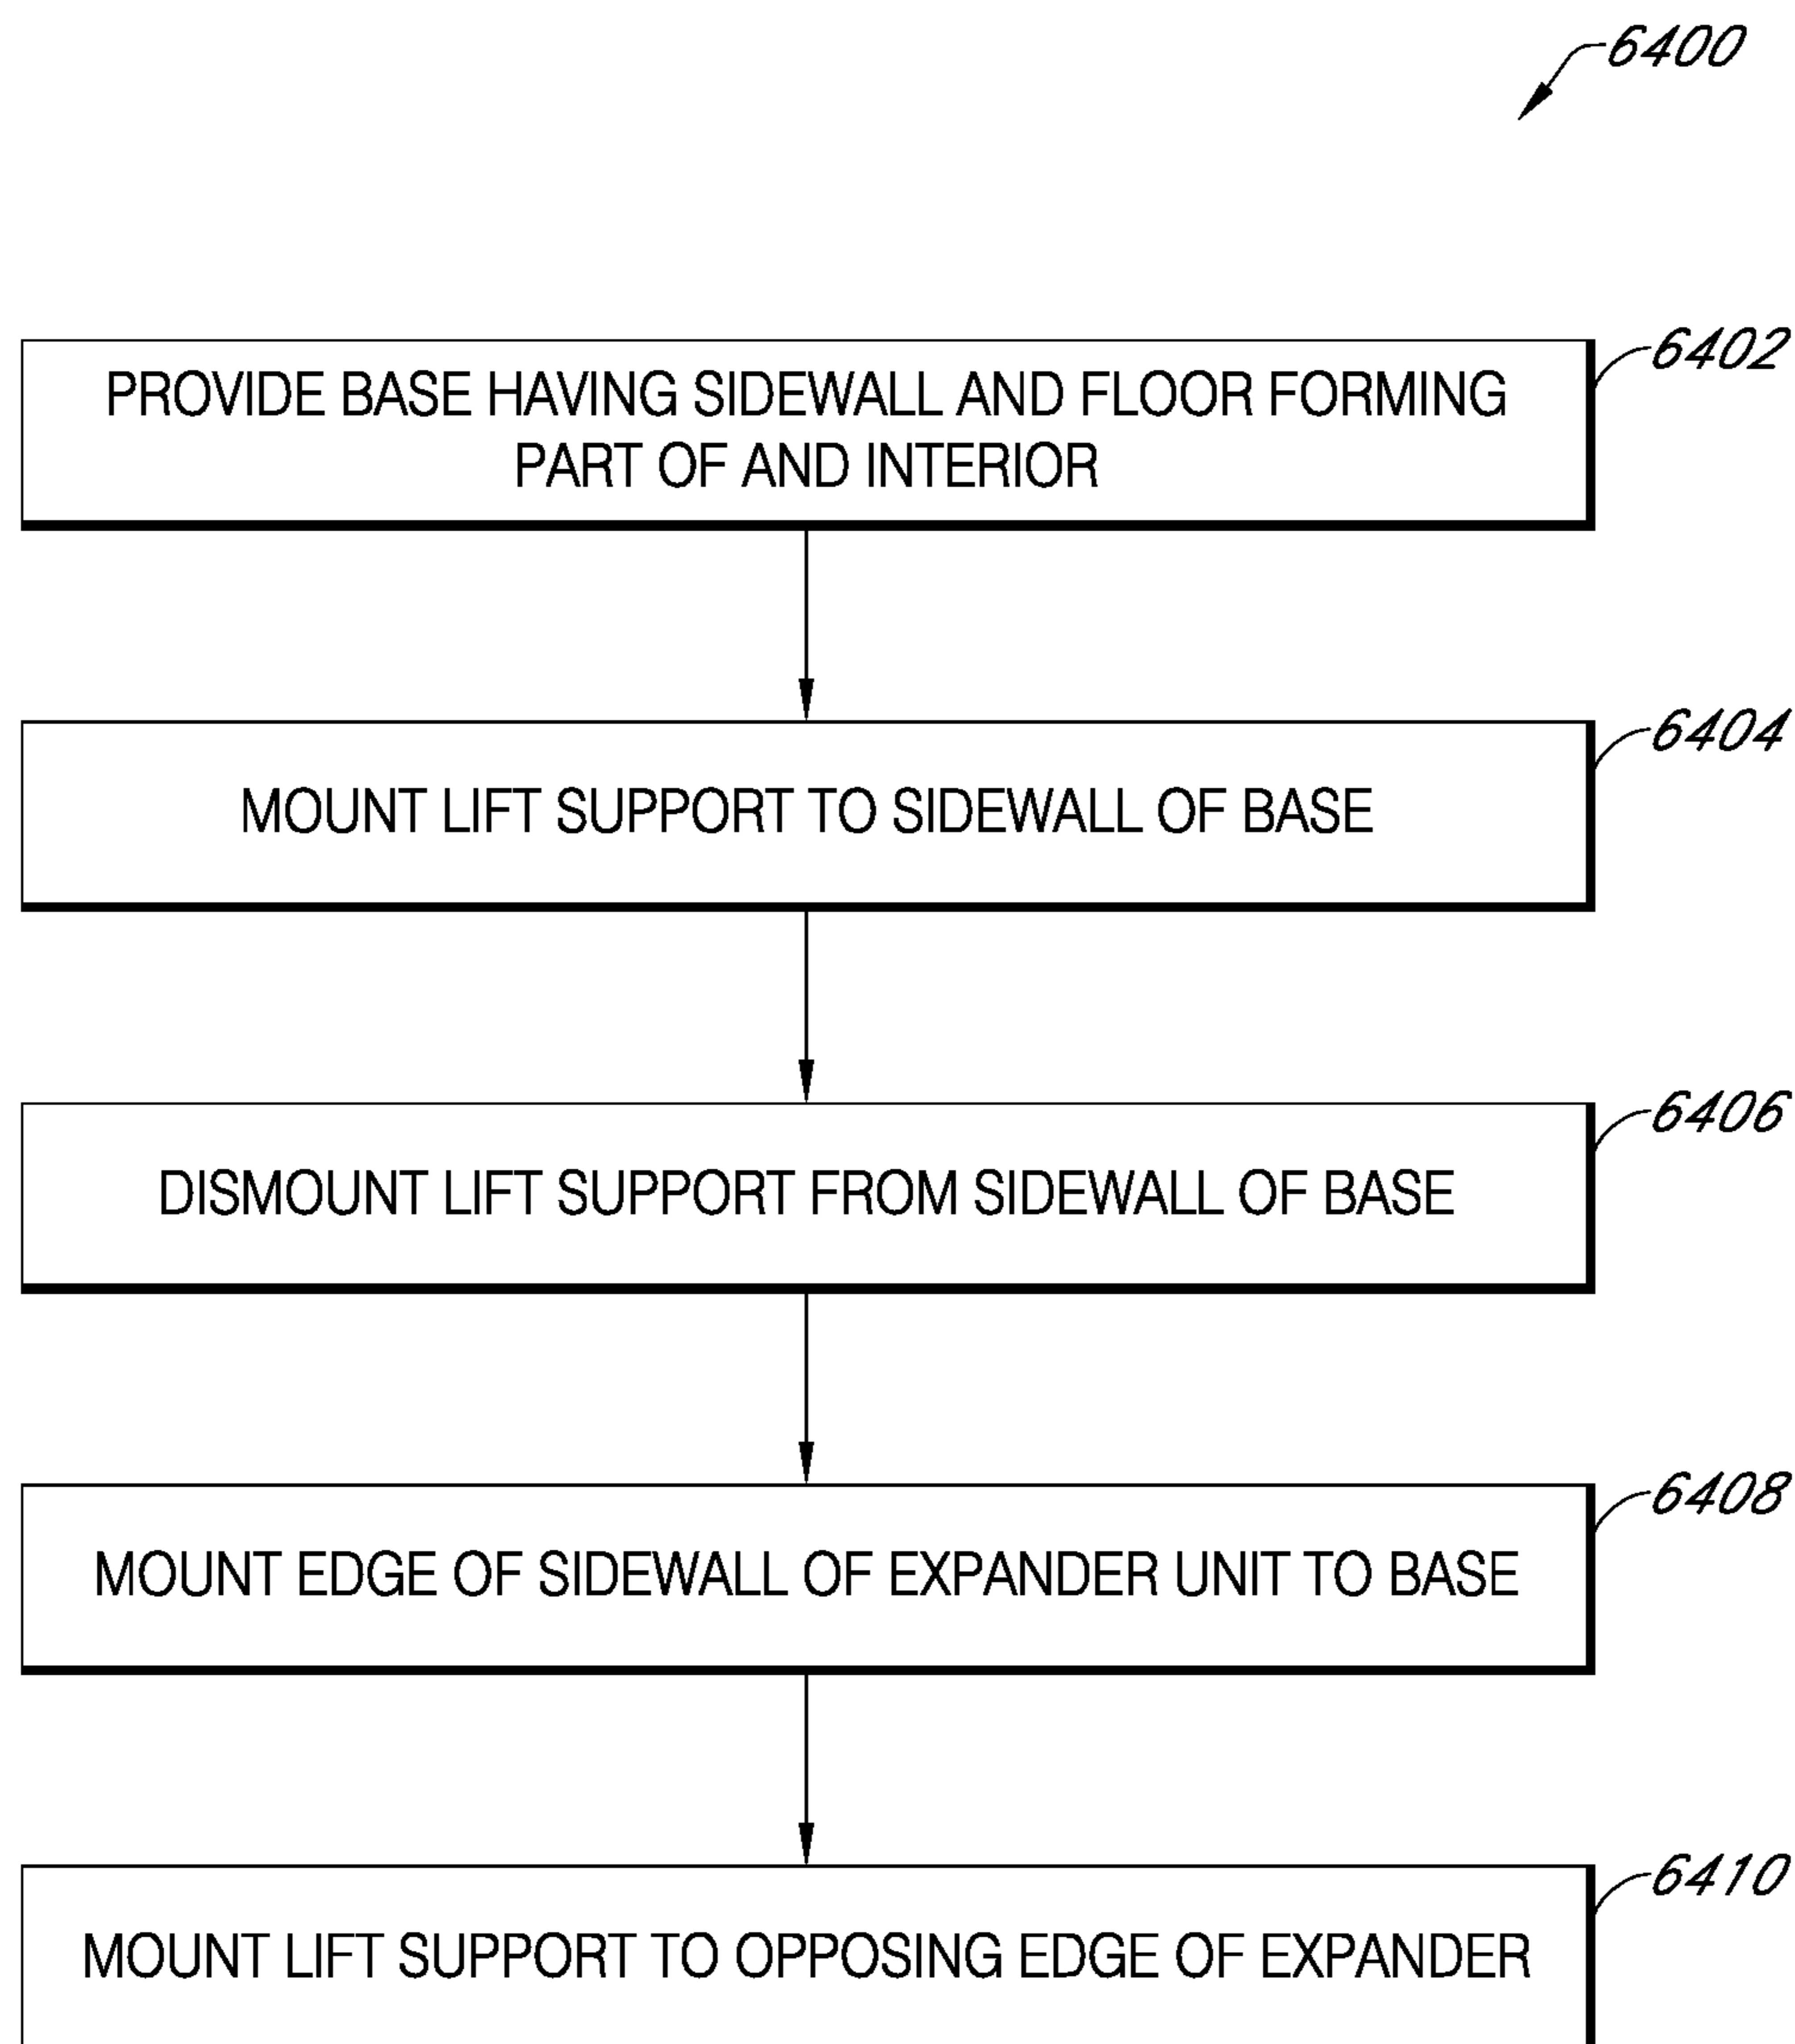 6400
6402
PROVIDE BASE HAVING SIDEWALL AND FLOOR FORMING
PART OF AND INTERIOR
6404
MOUNT LIFT SUPPORT TO SIDEWALL OF BASE
6406
DISMOUNT LIFT SUPPORT FROM SIDEWALL OF BASE
6408
MOUNT EDGE OF SIDEWALL OF EXPANDER UNIT TO BASE
6410
MOUNT LIFT SUPPORT TO OPPOSING EDGE OF EXPANDER